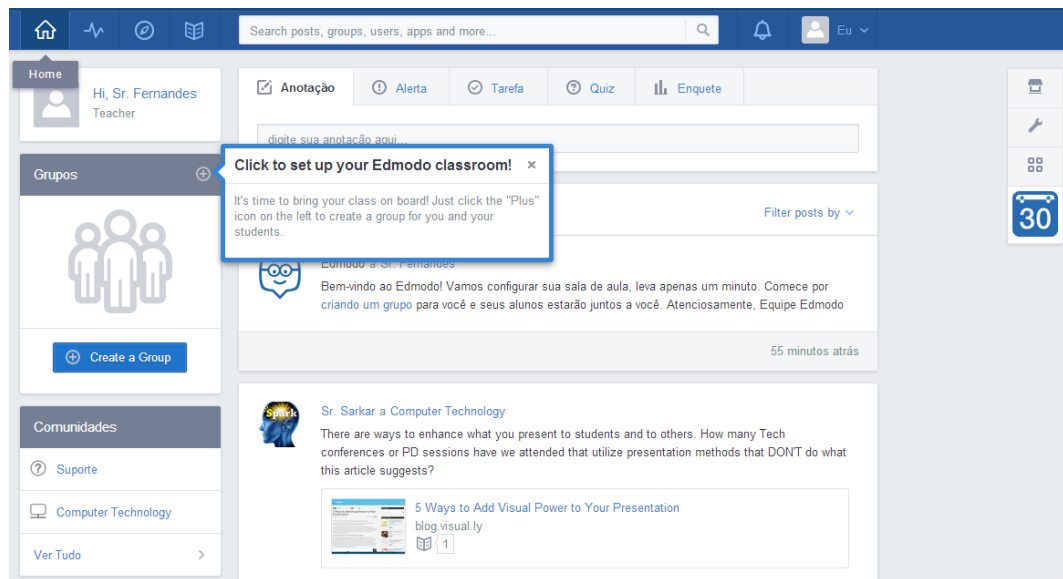 Search posts, groups, users, apps and more...
Eu
Home
Hi, Sr. Fernandes
Teacher
Anotação
Alerta
Tarefa
Quiz
Enquete
digite sua anotação aqui...
Grupos
Click to set up your Edmodo classroom! ×
It's time to bring your class on board! Just click the "Plus"
icon on the left to create a group for you and your
students.
Create a Group
Filter posts by
30
Edmodo a Sr. Fernandes
Bem-vindo ao Edmodo! Vamos configurar sua sala de aula, leva apenas um minuto. Comece por
criando um grupo para você e seus alunos estarão juntos a você. Atenciosamente, Equipe Edmodo
55 minutos atrás
Comunidades
Suporte
Computer Technology
Ver Tudo
Spark
Sr. Sarkar a Computer Technology
There are ways to enhance what you present to students and to others. How many Tech
conferences or PD sessions have we attended that utilize presentation methods that DON'T do what
this article suggests?
5 Ways to Add Visual Power to Your Presentation
blog.visual.ly
1